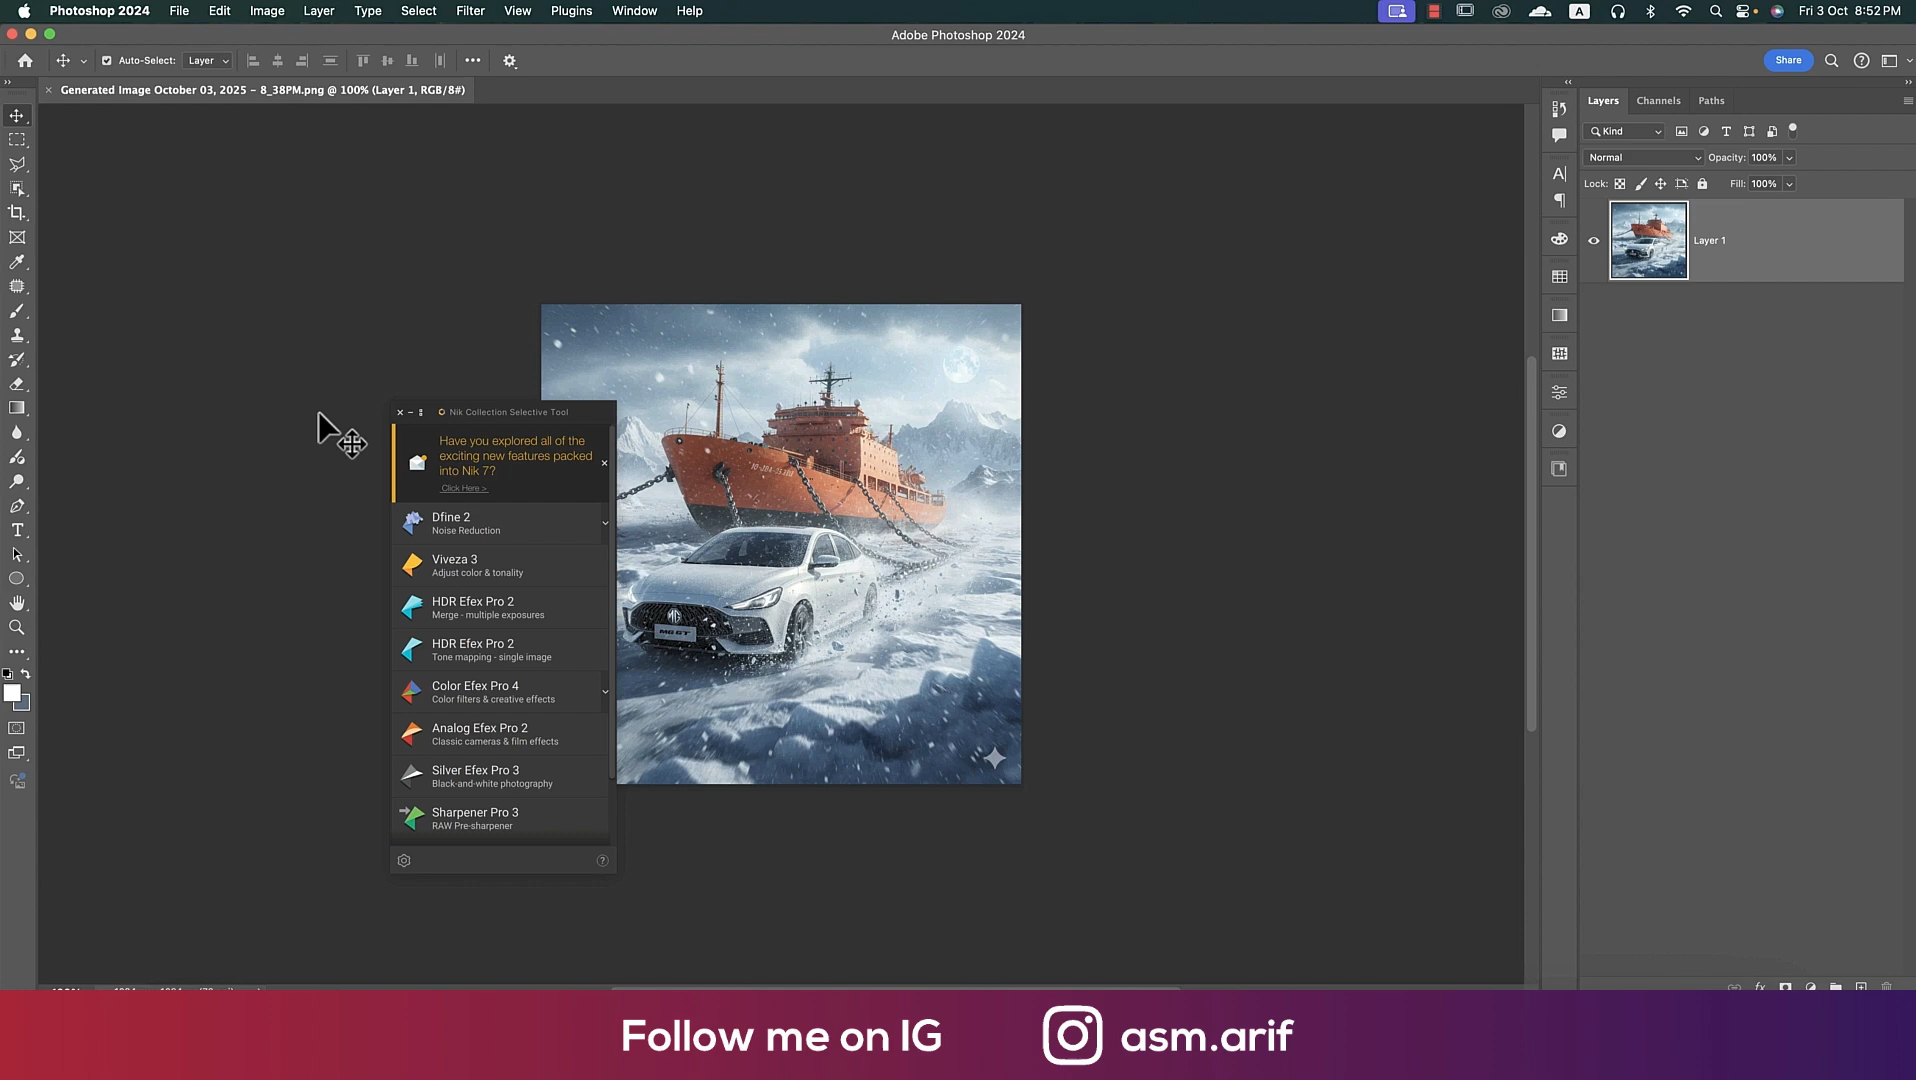 Photoshop 2024 File Edit Image Layer Type Select Filter View Plugins Window Help
A Fri 3 Oct 8:52 PM
Adobe Photoshop 2024
Auto-Select: Layer
Share
Generated Image October 03, 2025 – 8_38PM.png @ 100% (Layer 1, RGB/8#)
Layers Channels Paths
Kind
Normal Opacity: 100%
Lock: Fill: 100%
Layer 1
Nik Collection Selective Tool
Have you explored all of the
exciting new features packed
into Nik 7?
Click Here >
Dfine 2
Noise Reduction
Viveza 3
Adjust color & tonality
HDR Efex Pro 2
Merge - multiple exposures
HDR Efex Pro 2
Tone mapping - single image
Color Efex Pro 4
Color filters & creative effects
Analog Efex Pro 2
Classic cameras & film effects
Silver Efex Pro 3
Black-and-white photography
Sharpener Pro 3
RAW Pre-sharpener
MG
MG GT
Follow me on IG asm.arif